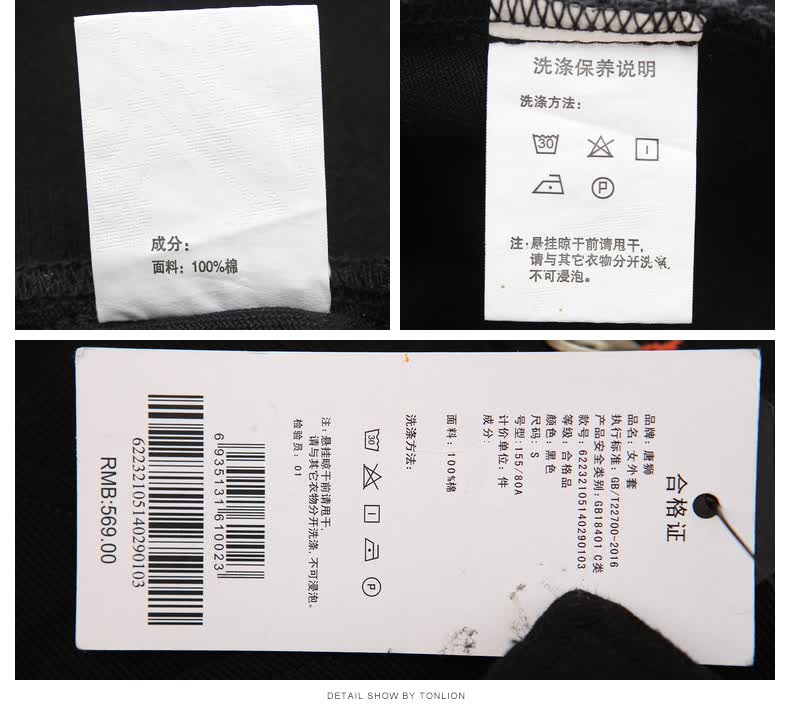 成分:
面料: 100%棉
洗涤保养说明
洗涤方法:
30
P
注·悬挂晾干前请甩干,
请与其它衣物分开洗涤,
不可浸泡。
合格证
品牌: 唐狮
品名: 女外套
执行标准: GB/T22700-2016
产品安全类别: GB18401 C类
款号: 62232105140290103
等级: 合格品
颜色: 黑色
尺码: S
号型: 155/80A
计价单位: 件
成分:
面料: 100%棉
洗涤方法:
30
P
注: 悬挂晾干前请甩干,
请与其它衣物分开洗涤,不可浸泡。
检验员: 01
6935131610023
62232105140290103
RMB:569.00
DETAIL SHOW BY TONLION